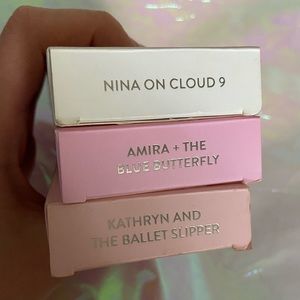 NINA ON CLOUD 9
AMIRA + THE
BLUE BUTTERFLY
KATHRYN AND
THE BALLET SLIPPER